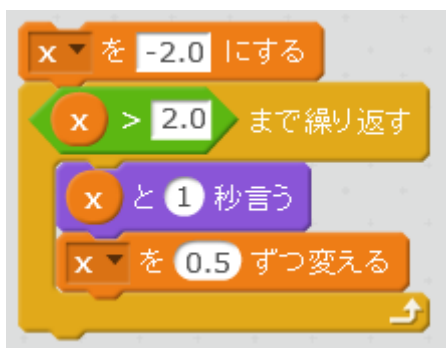 x を -2.0 にする
x > 2.0 まで繰り返す
x と 1 秒言う
x を 0.5 ずつ変える